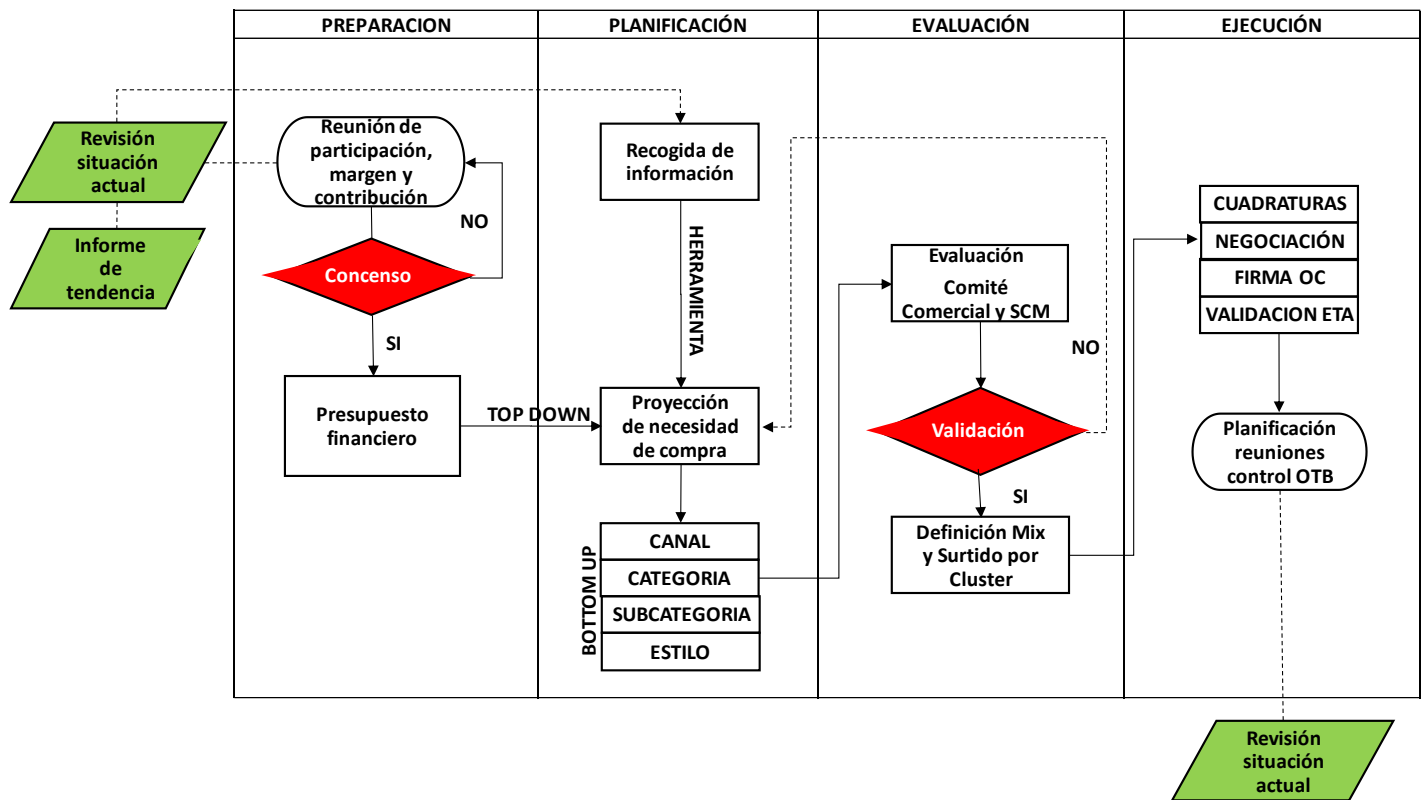 PREPARACION
PLANIFICACIÓN
EVALUACIÓN
EJECUCIÓN
Revisión
situación
actual
Informe
de
tendencia
Reunión de
participación,
margen y
contribución
NO
Concenso
SI
Presupuesto
financiero
TOP DOWN
Recogida de
información
HERRAMIENTA
Proyección
de necesidad
de compra
BOTTOM UP
CANAL
CATEGORIA
SUBCATEGORIA
ESTILO
Evaluación
Comité
Comercial y SCM
NO
Validación
SI
Definición Mix
y Surtido por
Cluster
CUADRATURAS
NEGOCIACIÓN
FIRMA OC
VALIDACION ETA
Planificación
reuniones
control OTB
Revisión
situación
actual